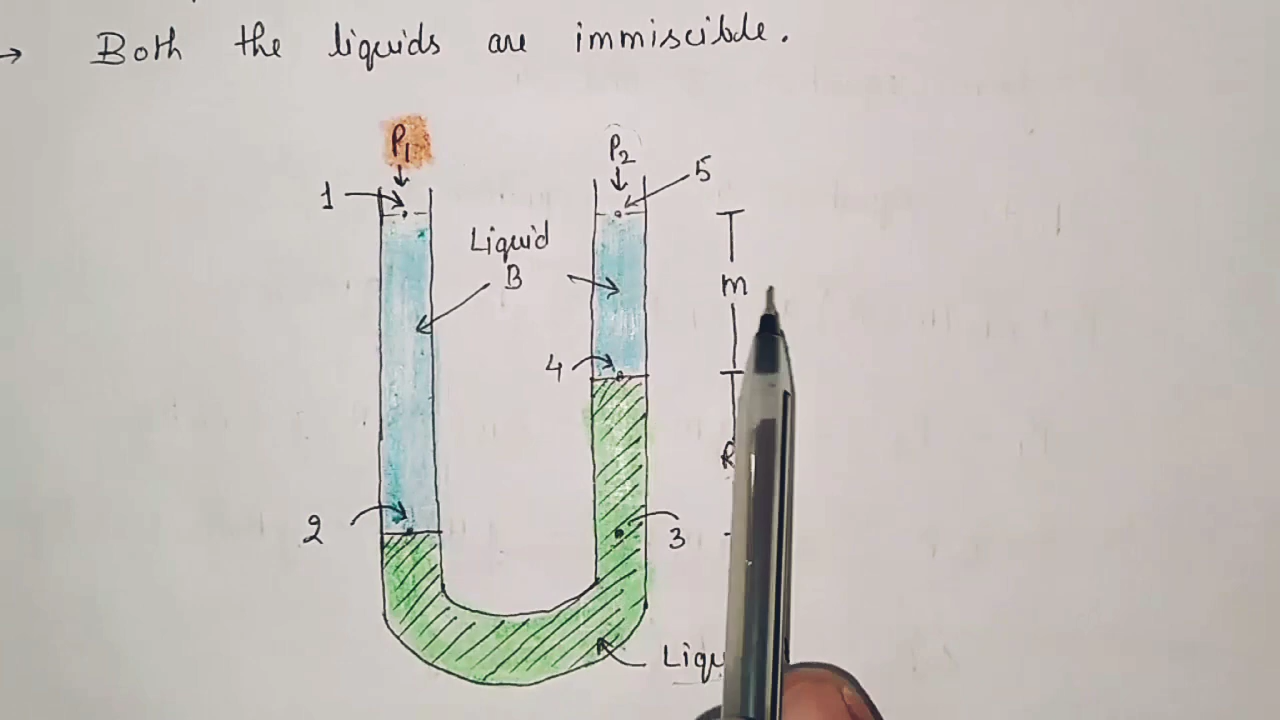 → Both the liquids are immiscible.
P1 P2
1 5
Liquid
B
m
4
R
2 3